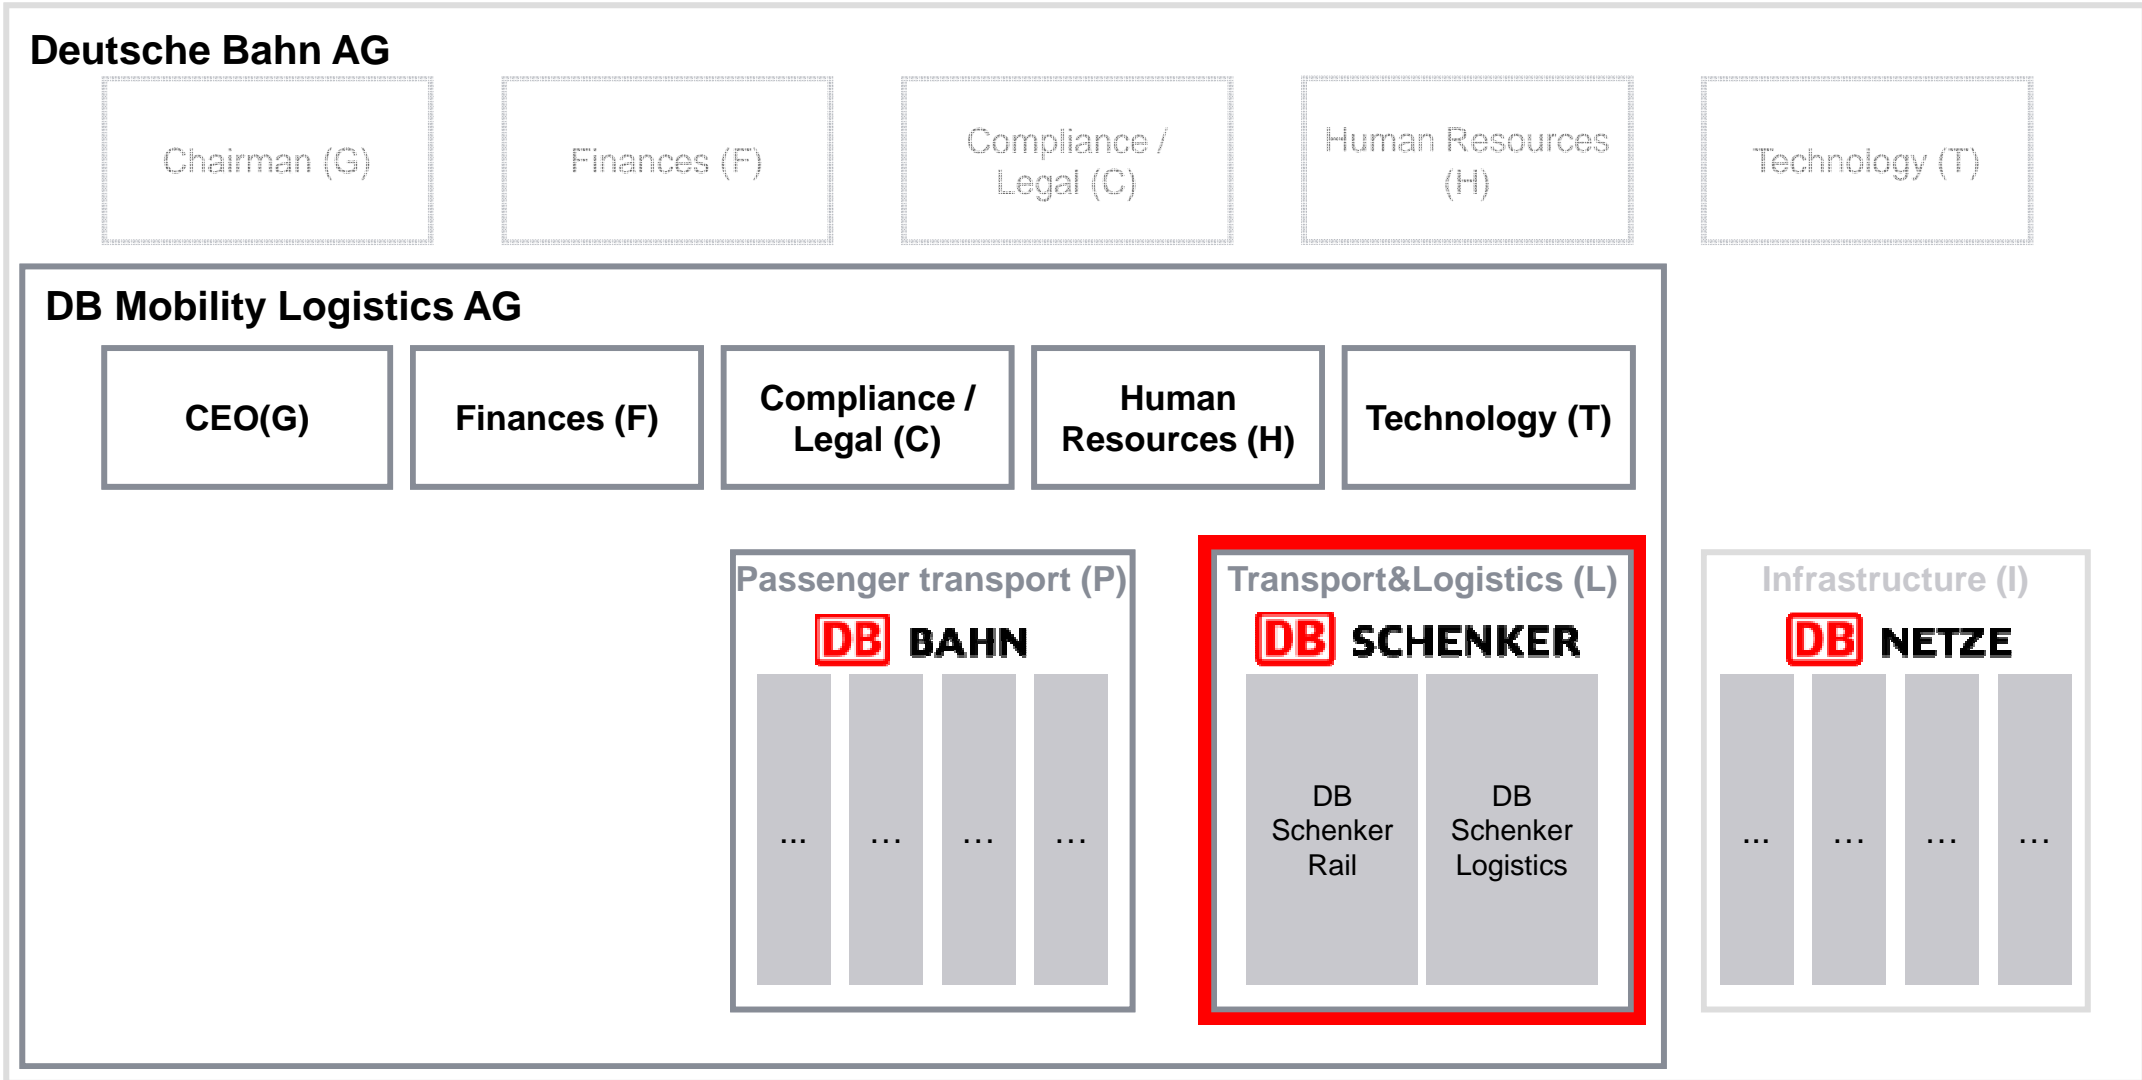 Deutsche Bahn AG
Chairman (G)
Finances (F)
Compliance /
Legal (C)
Human Resources
(H)
Technology (T)
DB Mobility Logistics AG
CEO(G)
Finances (F)
Compliance /
Legal (C)
Human
Resources (H)
Technology (T)
Passenger transport (P)
DB BAHN
...
...
...
...
Transport&Logistics (L)
DB SCHENKER
DB
Schenker
Rail
DB
Schenker
Logistics
Infrastructure (I)
DB NETZE
...
...
...
...